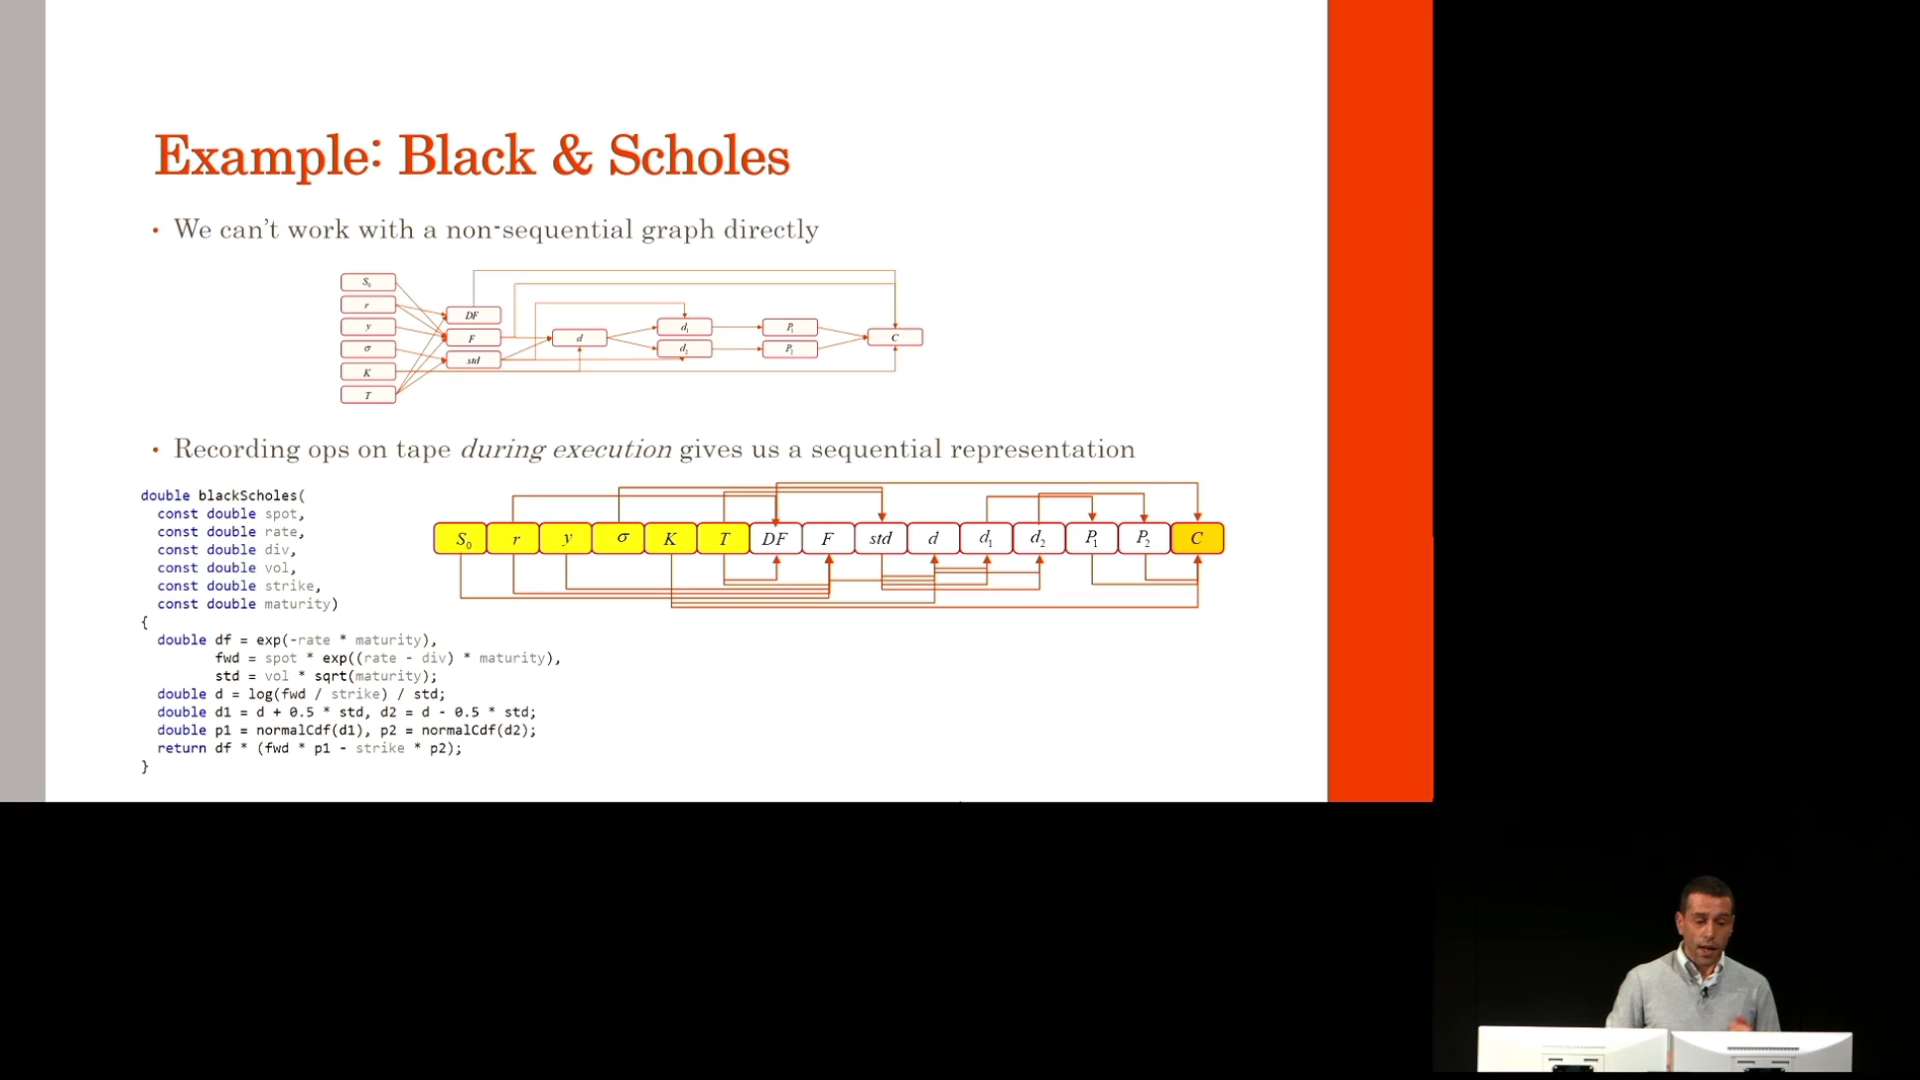 Example: Black & Scholes
• We can't work with a non-sequential graph directly
S₀
r
y
σ
K
T
DF
F
std
d
d₁
d₂
P₁
P₂
C
• Recording ops on tape during execution gives us a sequential representation
S₀ r y σ K T DF F std d d₁ d₂ P₁ P₂ C
double blackScholes(
const double spot,
const double rate,
const double div,
const double vol,
const double strike,
const double maturity)
{
double df = exp(-rate * maturity),
fwd = spot * exp((rate - div) * maturity),
std = vol * sqrt(maturity);
double d = log(fwd / strike) / std;
double d1 = d + 0.5 * std, d2 = d - 0.5 * std;
double p1 = normalCdf(d1), p2 = normalCdf(d2);
return df * (fwd * p1 - strike * p2);
}